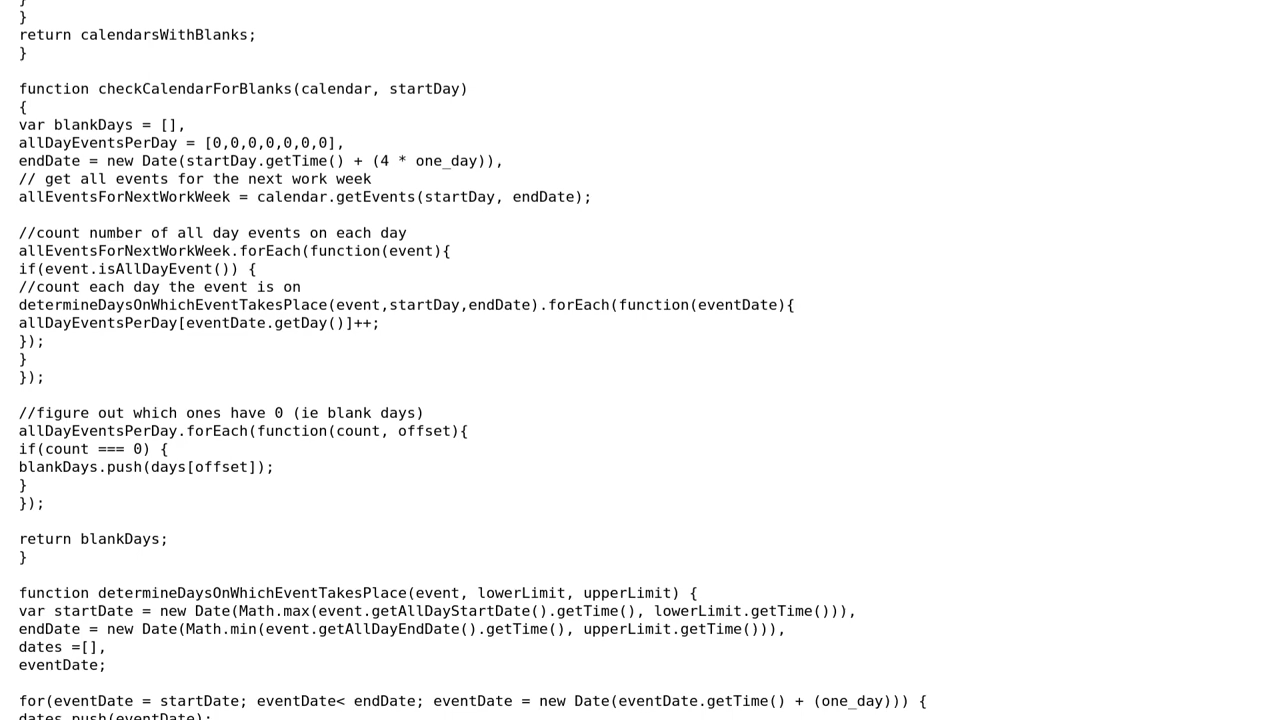 }
}
return calendarsWithBlanks;
}

function checkCalendarForBlanks(calendar, startDay)
{
var blankDays = [],
allDayEventsPerDay = [0,0,0,0,0,0,0],
endDate = new Date(startDay.getTime() + (4 * one_day)),
// get all events for the next work week
allEventsForNextWorkWeek = calendar.getEvents(startDay, endDate);

//count number of all day events on each day
allEventsForNextWorkWeek.forEach(function(event){
if(event.isAllDayEvent()) {
//count each day the event is on
determineDaysOnWhichEventTakesPlace(event,startDay,endDate).forEach(function(eventDate){
allDayEventsPerDay[eventDate.getDay()]++;
});
}
});

//figure out which ones have 0 (ie blank days)
allDayEventsPerDay.forEach(function(count, offset){
if(count === 0) {
blankDays.push(days[offset]);
}
});

return blankDays;
}

function determineDaysOnWhichEventTakesPlace(event, lowerLimit, upperLimit) {
var startDate = new Date(Math.max(event.getAllDayStartDate().getTime(), lowerLimit.getTime())),
endDate = new Date(Math.min(event.getAllDayEndDate().getTime(), upperLimit.getTime())),
dates =[],
eventDate;

for(eventDate = startDate; eventDate< endDate; eventDate = new Date(eventDate.getTime() + (one_day))) {
dates.push(eventDate);